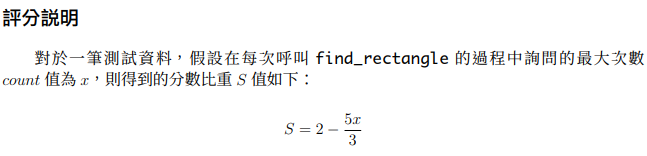 評分說明
對於一筆測試資料，假設在每次呼叫 find_rectangle 的過程中詢問的最大次數
count 值為 x，則得到的分數比重 S 值如下：
S = 2 − 5x/3